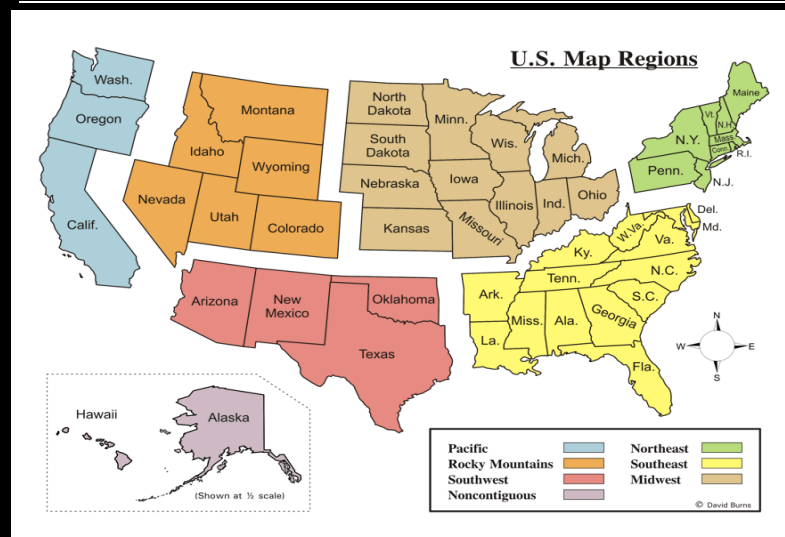 U.S. Map Regions
Wash.
Oregon
Calif.
Montana
Idaho
Wyoming
Nevada
Utah
Colorado
North
Dakota
South
Dakota
Nebraska
Kansas
Minn.
Iowa
Missouri
Wis.
Illinois
Mich.
Ind.
Ohio
Maine
Vt.
N.H.
N.Y.
Mass.
Conn.
R.I.
Penn.
N.J.
Del.
Md.
W.Va.
Va.
Ky.
Tenn.
N.C.
S.C.
Ark.
La.
Miss.
Ala.
Georgia
Fla.
Arizona
New
Mexico
Oklahoma
Texas
N
W E
S
Hawaii
Alaska
(Shown at ½ scale)
Pacific Northeast
Rocky Mountains Southeast
Southwest Midwest
Noncontiguous
© David Burns